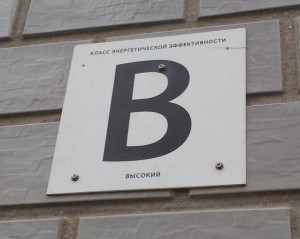 КЛАСС ЭНЕРГЕТИЧЕСКОЙ ЭФФЕКТИВНОСТИ
В
ВЫСОКИЙ